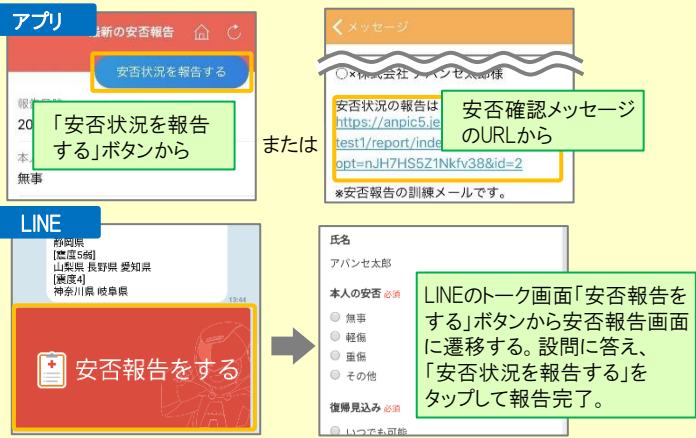 アプリ
最新の安否報告
安否状況を報告する
20
「安否状況を報告
する」ボタンから
無事
または
メッセージ
○×株式会社 アバンセ太郎様
安否状況の報告は
https://anpic5.je
test1/report/inde
opt=nJH7HS5Z1Nkfv38&id=2
安否確認メッセージ
のURLから
※安否報告の訓練メールです。
LINE
静岡県
[震度5弱]
山梨県 長野県 愛知県
[震度4]
神奈川県 岐阜県
13:44
安否報告をする
氏名
アバンセ太郎
本人の安否 必須
無事
軽傷
重傷
その他
復帰見込み 必須
いつでも可能
LINEのトーク画面「安否報告を
する」ボタンから安否報告画面
に遷移する。設問に答え、
「安否状況を報告する」を
タップして報告完了。